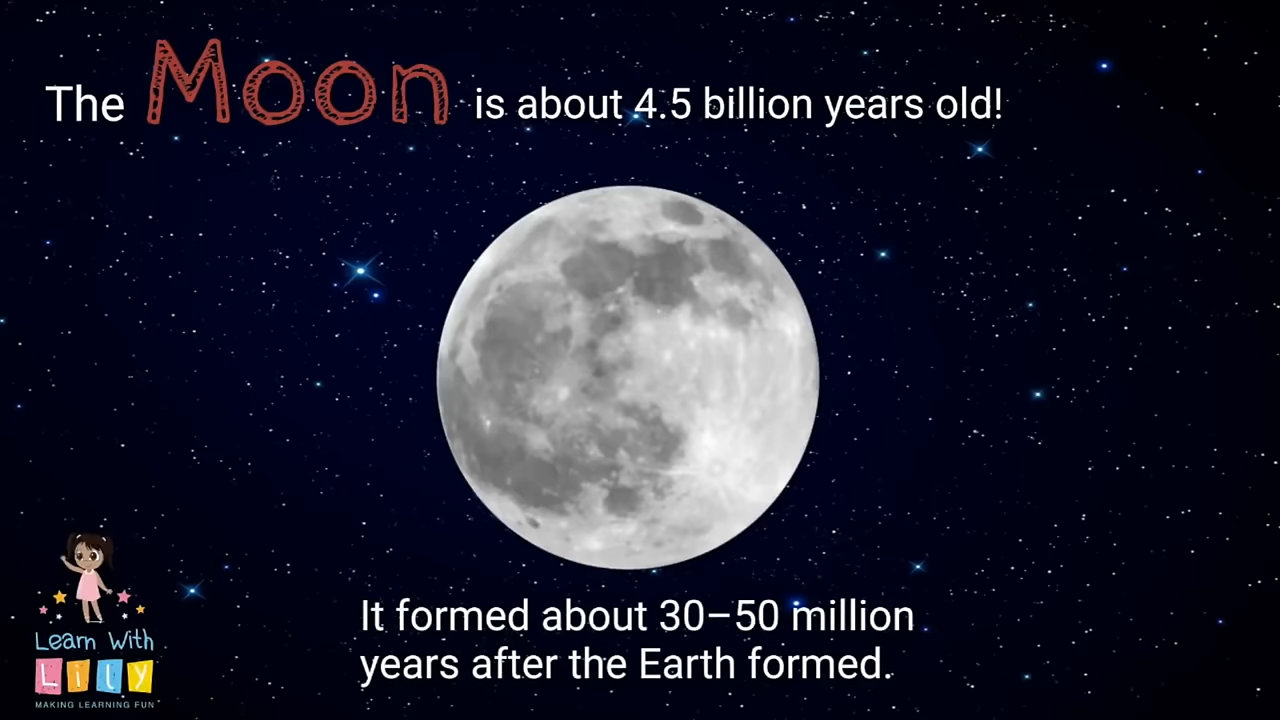 The Moon is about 4.5 billion years old!
It formed about 30–50 million
years after the Earth formed.
Learn With
Lily
MAKING LEARNING FUN